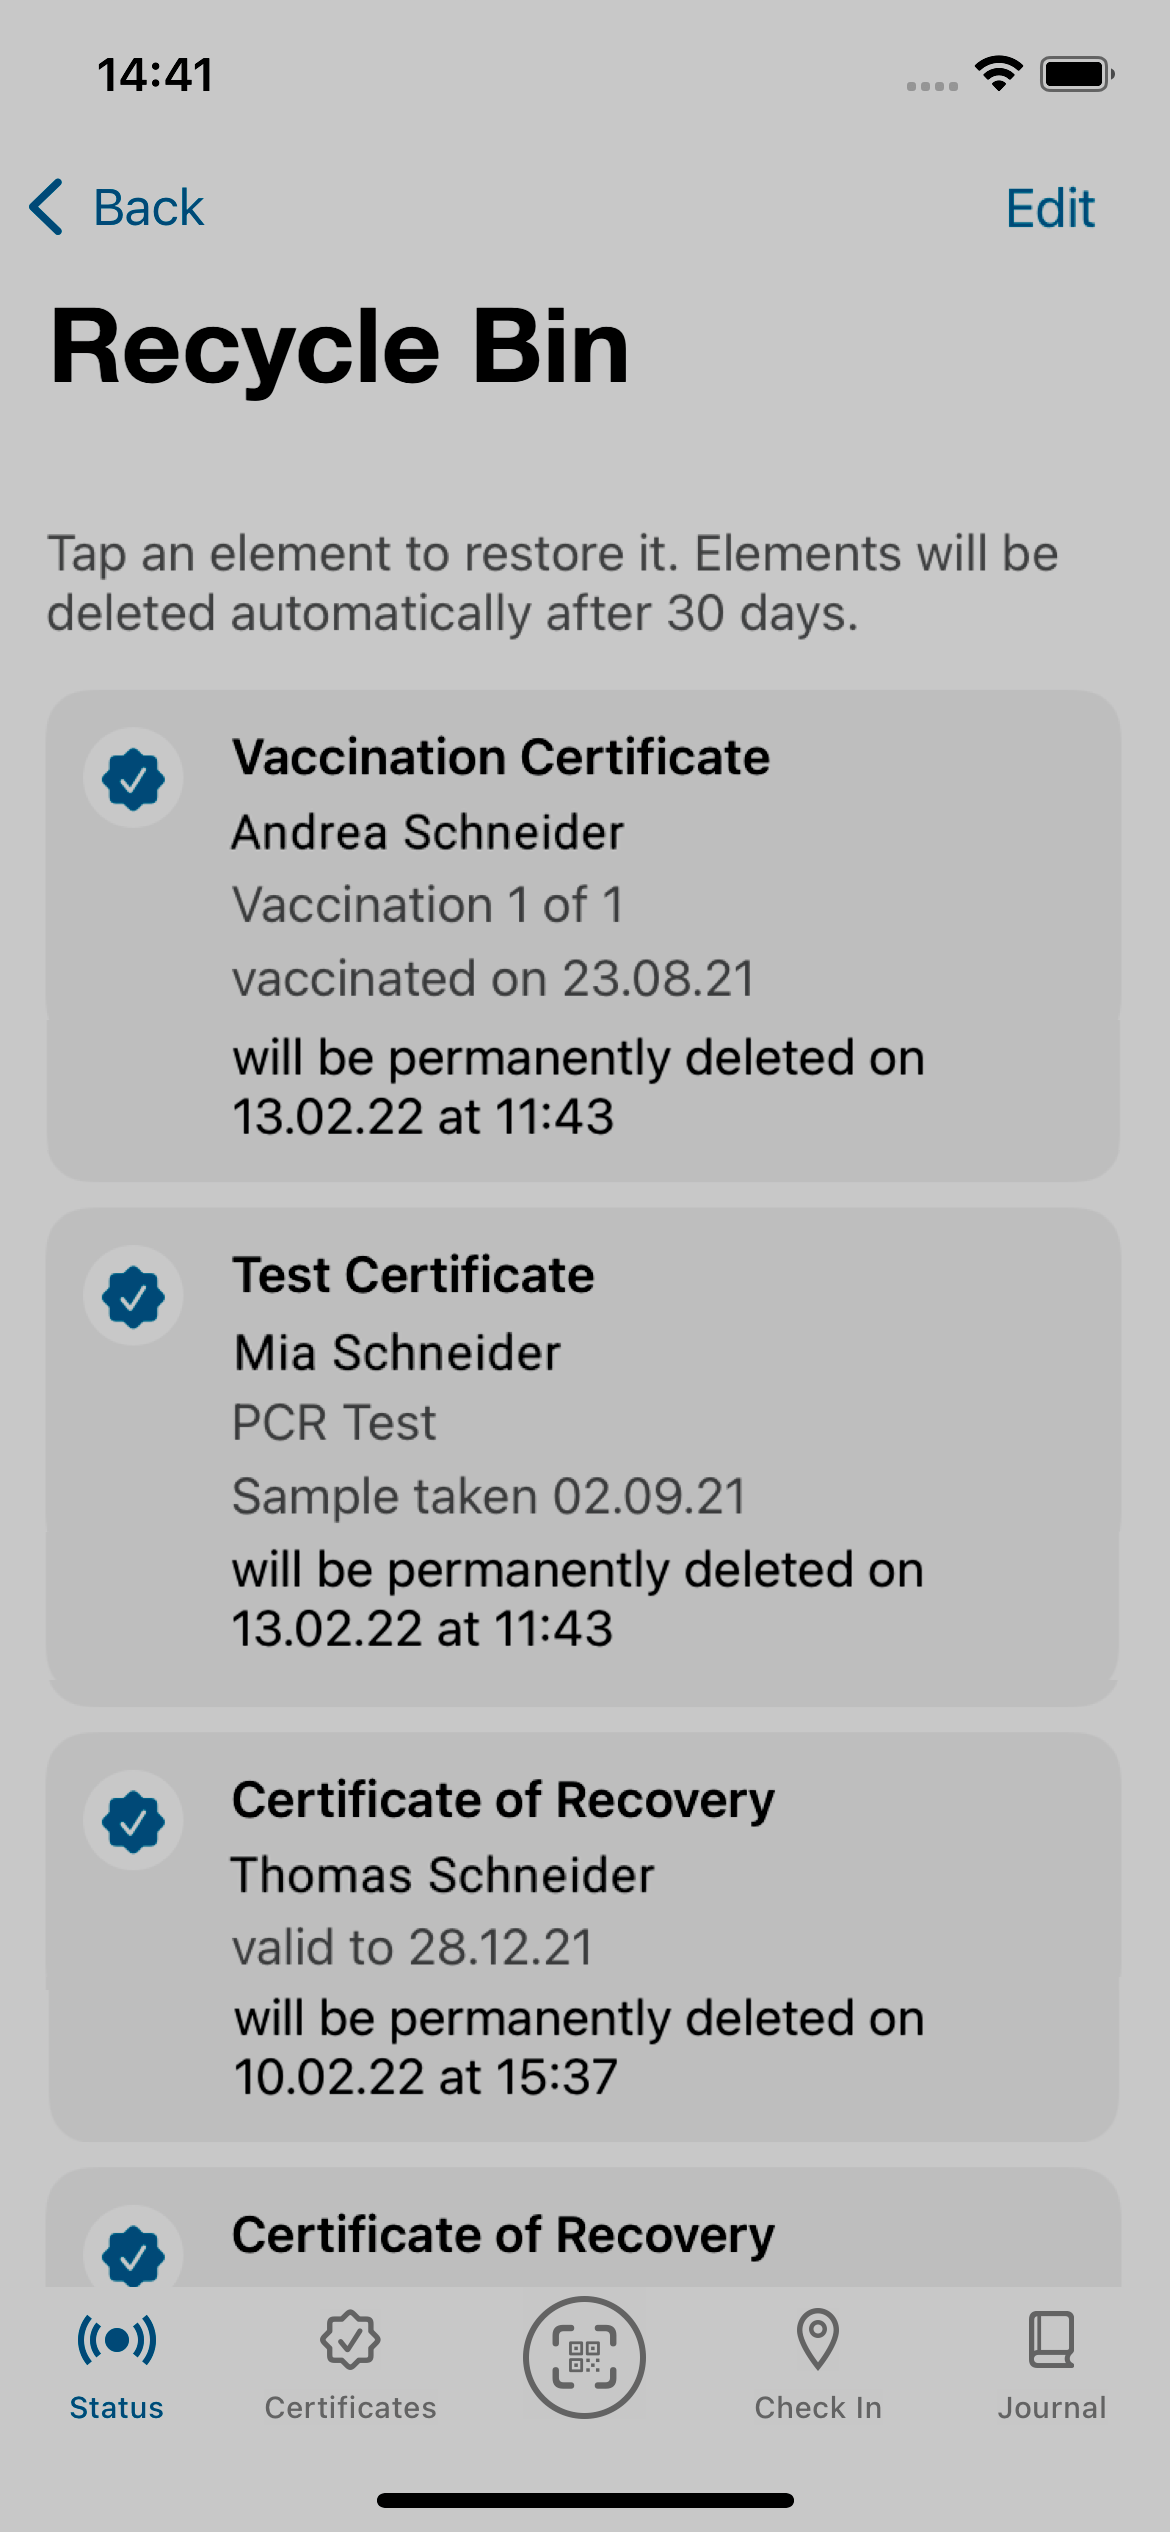 14:41
Back
Edit
Recycle Bin
Tap an element to restore it. Elements will be
deleted automatically after 30 days.
Vaccination Certificate
Andrea Schneider
Vaccination 1 of 1
vaccinated on 23.08.21
will be permanently deleted on
13.02.22 at 11:43
Test Certificate
Mia Schneider
PCR Test
Sample taken 02.09.21
will be permanently deleted on
13.02.22 at 11:43
Certificate of Recovery
Thomas Schneider
valid to 28.12.21
will be permanently deleted on
10.02.22 at 15:37
Certificate of Recovery
Status
Certificates
Check In
Journal